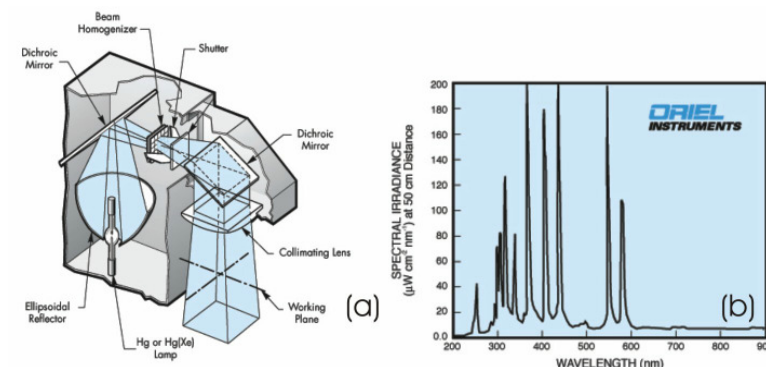 Beam
Homogenizer
Shutter
Dichroic
Mirror
Dichroic
Mirror
Collimating Lens
Working
Plane
Ellipsoidal
Reflector
Hg or Hg(Xe)
Lamp
(a)
ORIEL
INSTRUMENTS
SPECTRAL IRRADIANCE
(µW cm⁻² nm⁻¹) at 50 cm Distance
200
180
160
140
120
100
80
60
40
20
0.0
200 300 400 500 600 700 800 900
WAVELENGTH (nm)
(b)